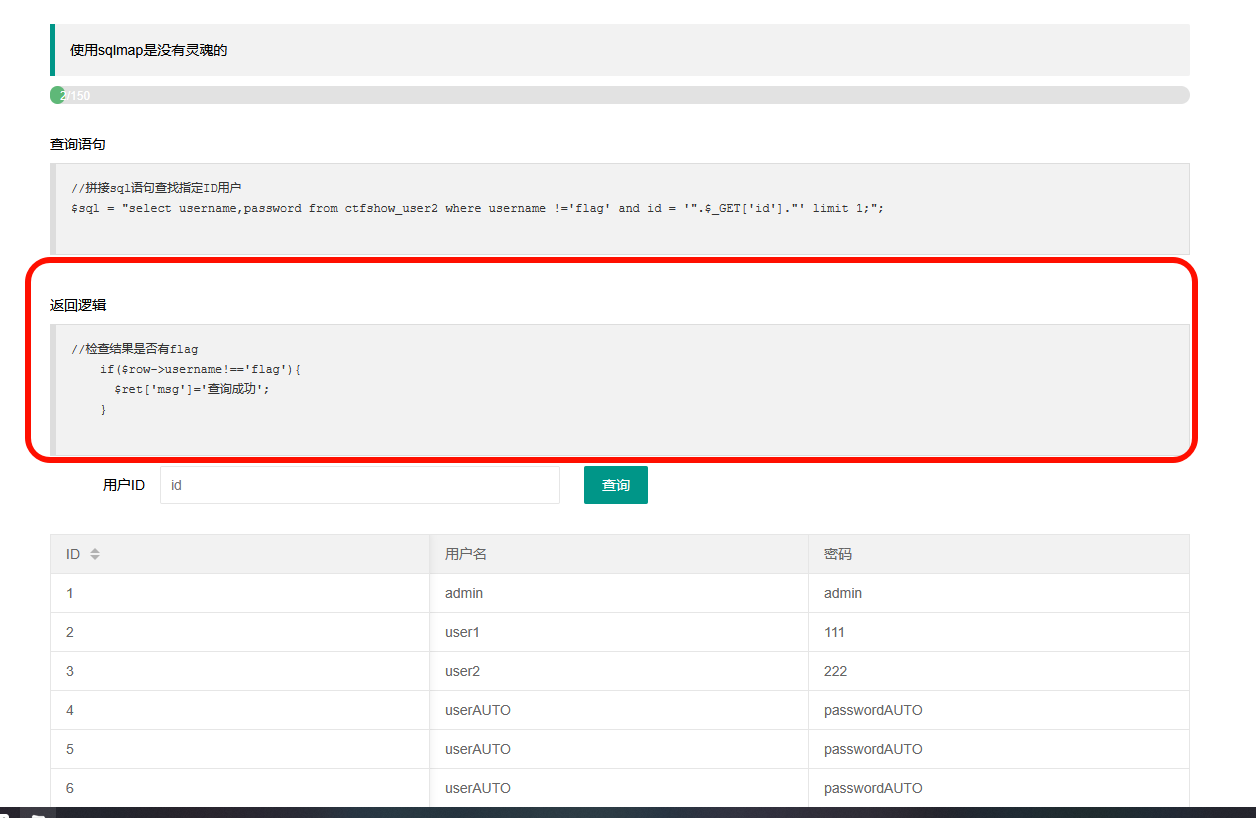 使用sqlmap是没有灵魂的
2/150
查询语句
//拼接sql语句查找指定ID用户
$sql = "select username,password from ctfshow_user2 where username !='flag' and id = '".$_GET['id']."' limit 1;";
返回逻辑
//检查结果是否有flag
if($row->username!=='flag'){
$ret['msg']='查询成功';
}
用户ID id 查询
ID 用户名 密码
1 admin admin
2 user1 111
3 user2 222
4 userAUTO passwordAUTO
5 userAUTO passwordAUTO
6 userAUTO passwordAUTO